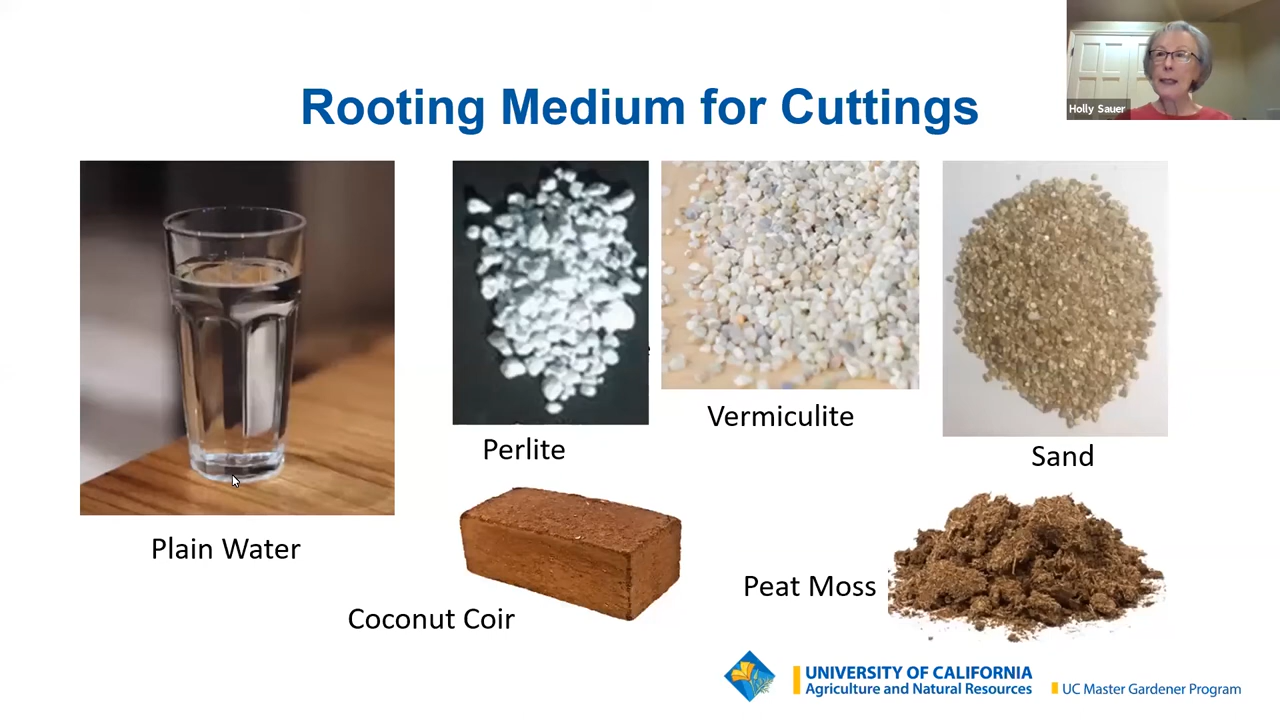 Holly Sauer
Rooting Medium for Cuttings
Perlite
Vermiculite
Sand
Plain Water
Coconut Coir
Peat Moss
UNIVERSITY OF CALIFORNIA
Agriculture and Natural Resources
UC Master Gardener Program